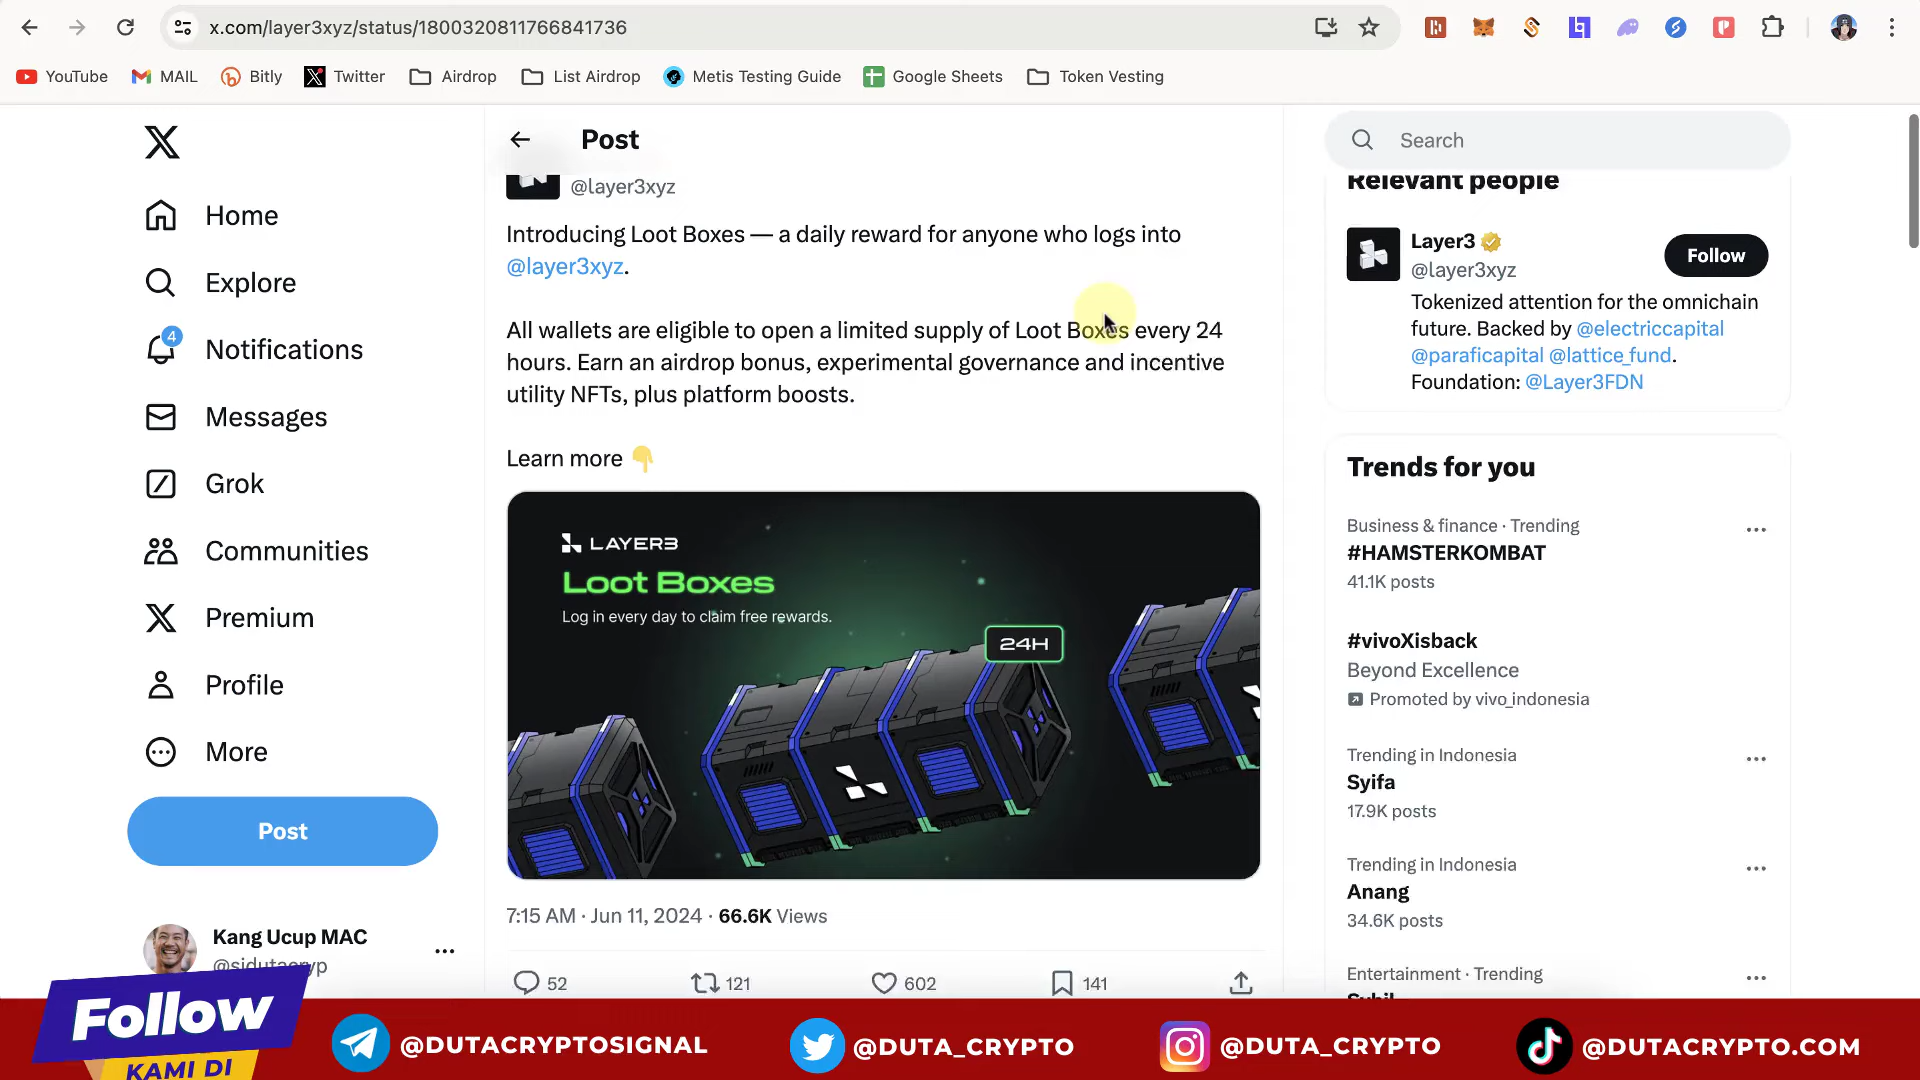 x.com/layer3xyz/status/1800320811766841736
YouTube
MAIL
Bitly
Twitter
Airdrop
List Airdrop
Metis Testing Guide
Google Sheets
Token Vesting
Home
Explore
4
Notifications
Messages
Grok
Communities
Premium
Profile
More
Post
Kang Ucup MAC
@sidutacryp
Post
@layer3xyz
Introducing Loot Boxes — a daily reward for anyone who logs into
@layer3xyz.
All wallets are eligible to open a limited supply of Loot Boxes every 24
hours. Earn an airdrop bonus, experimental governance and incentive
utility NFTs, plus platform boosts.
Learn more
LAYER3
Loot Boxes
Log in every day to claim free rewards.
24H
7:15 AM · Jun 11, 2024 · 66.6K Views
52
121
602
141
Search
Relevant people
Layer3
@layer3xyz
Follow
Tokenized attention for the omnichain
future. Backed by @electriccapital
@paraficapital @lattice_fund.
Foundation: @Layer3FDN
Trends for you
Business & finance · Trending
#HAMSTERKOMBAT
41.1K posts
#vivoXisback
Beyond Excellence
Promoted by vivo_indonesia
Trending in Indonesia
Syifa
17.9K posts
Trending in Indonesia
Anang
34.6K posts
Entertainment · Trending
Follow
KAMI DI
@DUTACRYPTOSIGNAL
@DUTA_CRYPTO
@DUTA_CRYPTO
@DUTACRYPTO.COM